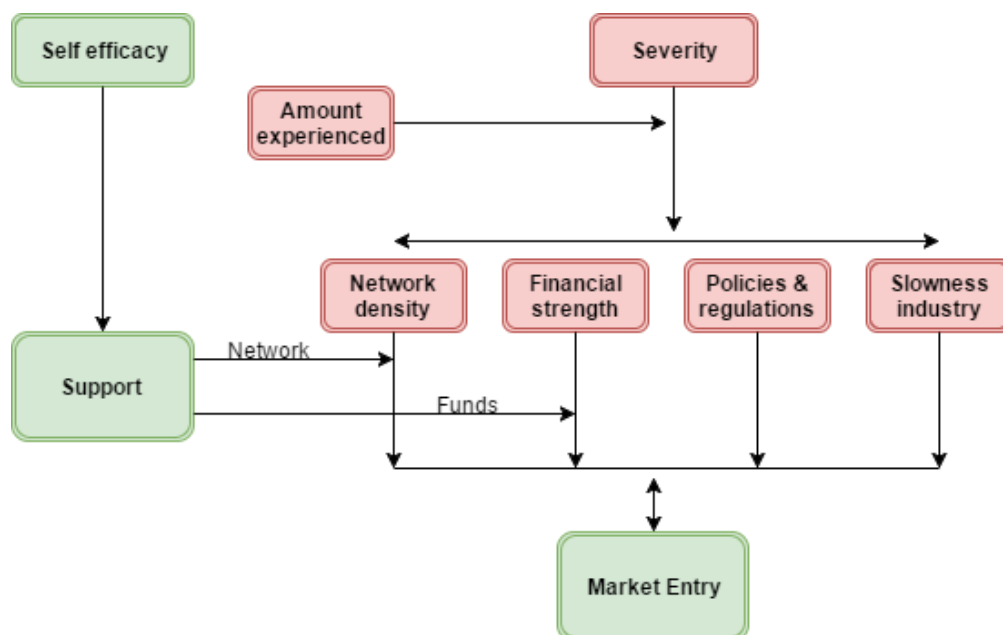 Self efficacy
Severity
Amount
experienced
Network
density
Financial
strength
Policies &
regulations
Slowness
industry
Support
Network
Funds
Market Entry